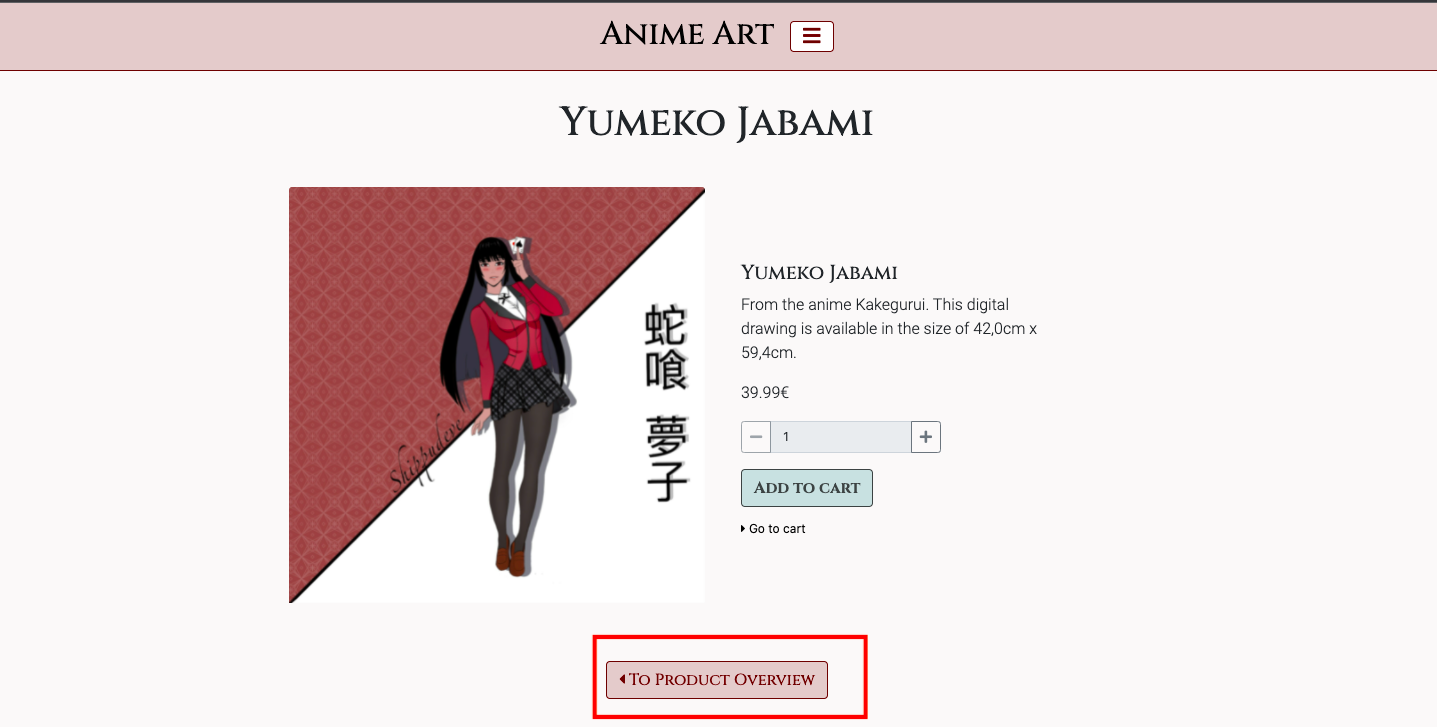 Anime Art
Yumeko Jabami
蛇喰 夢子
shippudeve
Yumeko Jabami
From the anime Kakegurui. This digital
drawing is available in the size of 42,0cm x
59,4cm.
39.99€
1
Add to cart
Go to cart
To Product Overview